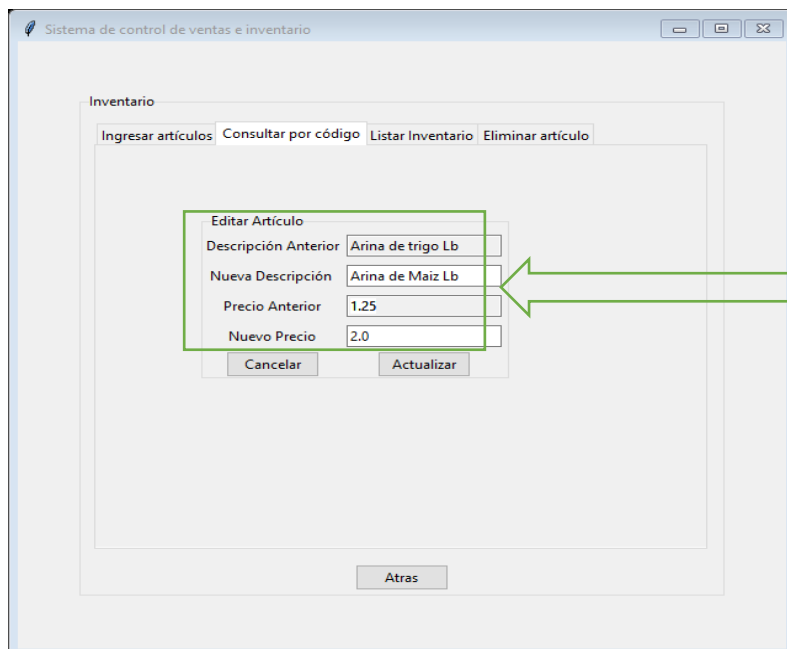 Sistema de control de ventas e inventario
Inventario
Ingresar artículos Consultar por código Listar Inventario Eliminar artículo
Editar Artículo
Descripción Anterior Arina de trigo Lb
Nueva Descripción Arina de Maiz Lb
Precio Anterior 1.25
Nuevo Precio 2.0
Cancelar Actualizar
Atras